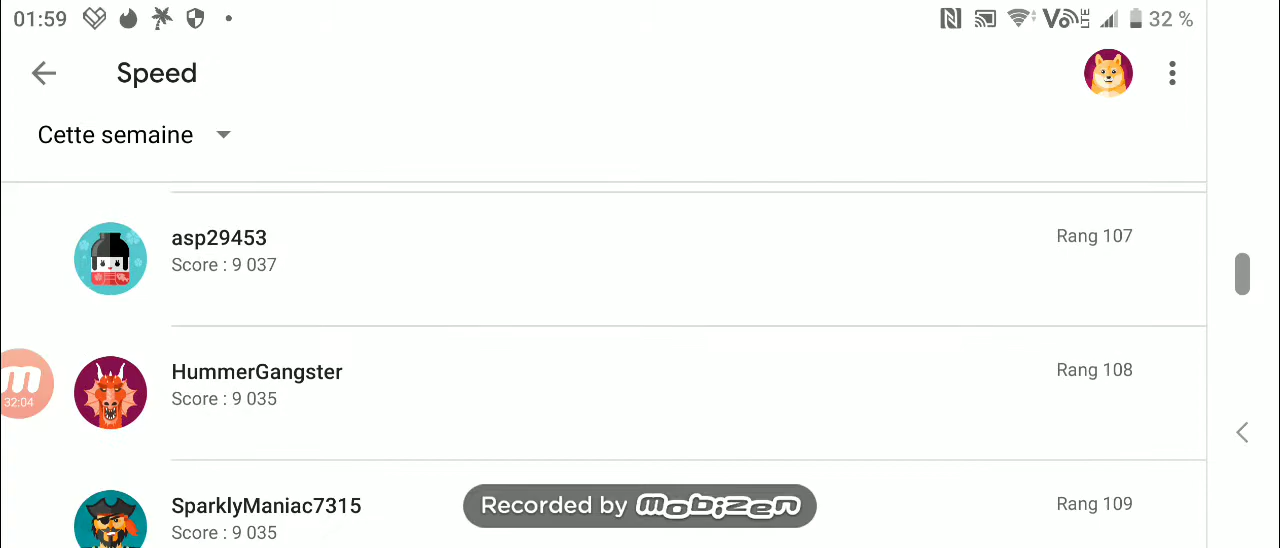 01:59
LTE
32 %
Speed
Cette semaine
asp29453
Rang 107
Score : 9 037
HummerGangster
Rang 108
Score : 9 035
m
32:04
SparklyManiac7315
Rang 109
Score : 9 035
Recorded by mobizen